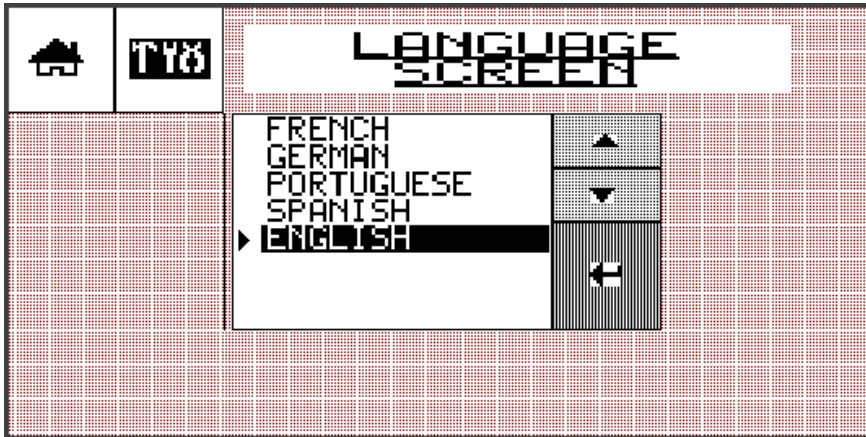 LANGUAGE
SCREEN
FRENCH
GERMAN
PORTUGUESE
SPANISH
ENGLISH